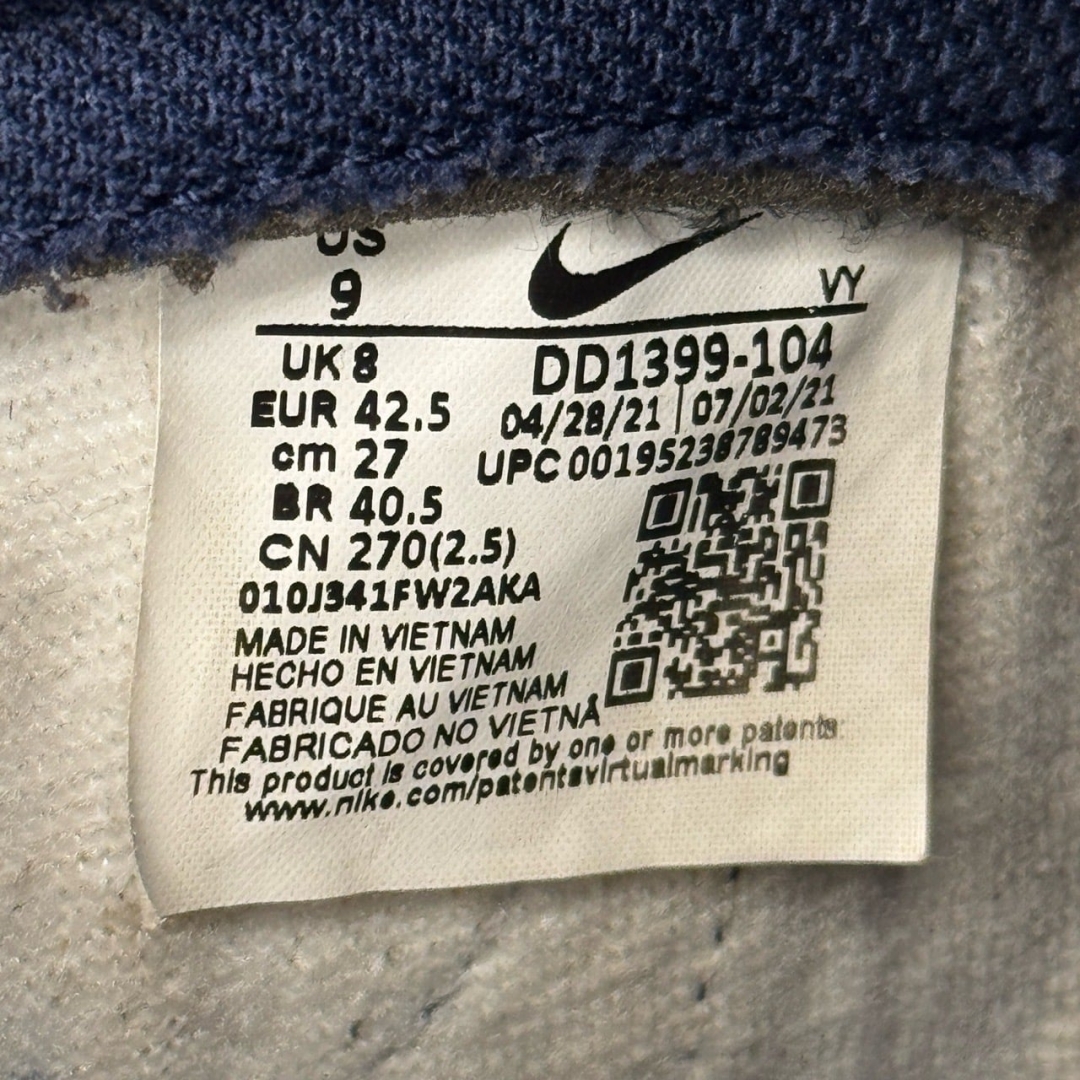 US
9
VY
UK 8
EUR 42.5
cm 27
BR 40.5
CN 270(2.5)
DD1399-104
04/28/21 | 07/02/21
UPC 00195238789473
010J341FW2AKA
MADE IN VIETNAM
HECHO EN VIETNAM
FABRIQUE AU VIETNAM
FABRICADO NO VIETNÃ
This product is covered by one or more patents:
www.nike.com/patentsvirtualmarking